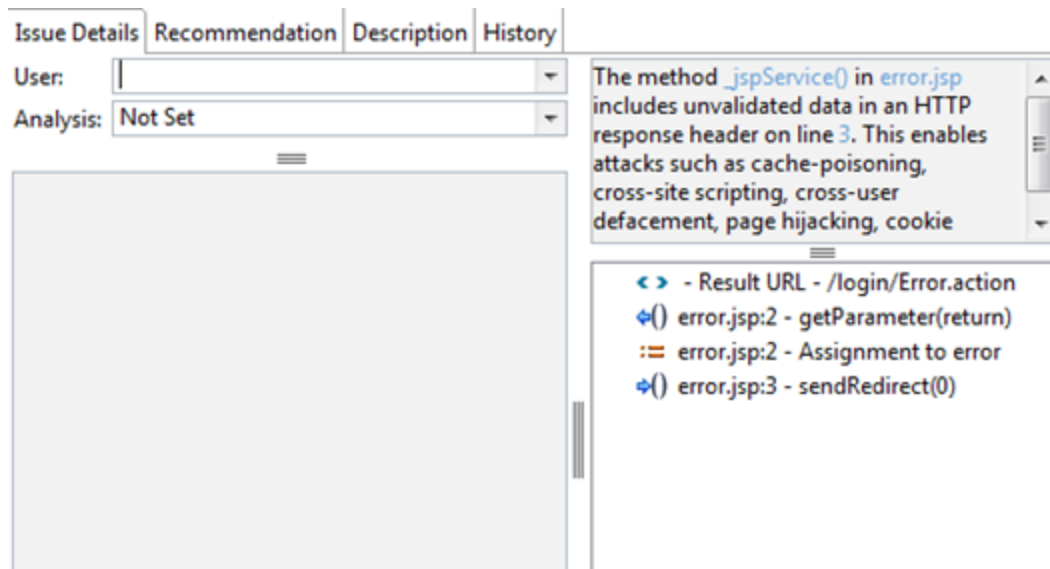 Issue Details Recommendation Description History
User:
Analysis: Not Set
The method _jspService() in error.jsp
includes unvalidated data in an HTTP
response header on line 3. This enables
attacks such as cache-poisoning,
cross-site scripting, cross-user
defacement, page hijacking, cookie
< > - Result URL - /login/Error.action
() error.jsp:2 - getParameter(return)
:= error.jsp:2 - Assignment to error
() error.jsp:3 - sendRedirect(0)